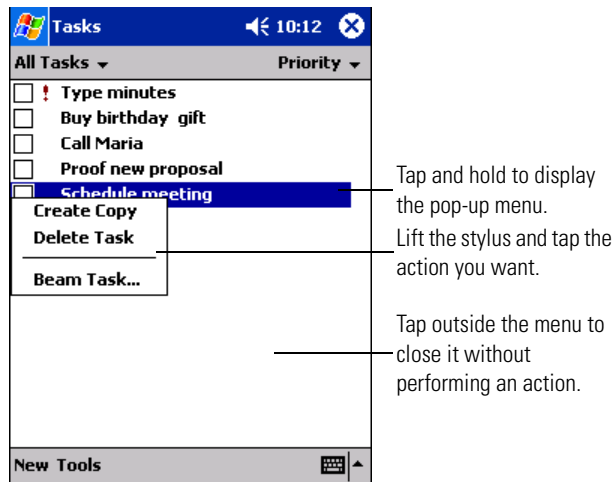 Tasks 10:12
All Tasks Priority
! Type minutes
Buy birthday gift
Call Maria
Proof new proposal
Schedule meeting
Create Copy
Delete Task
Beam Task...
New Tools
Tap and hold to display
the pop-up menu.
Lift the stylus and tap the
action you want.
Tap outside the menu to
close it without
performing an action.